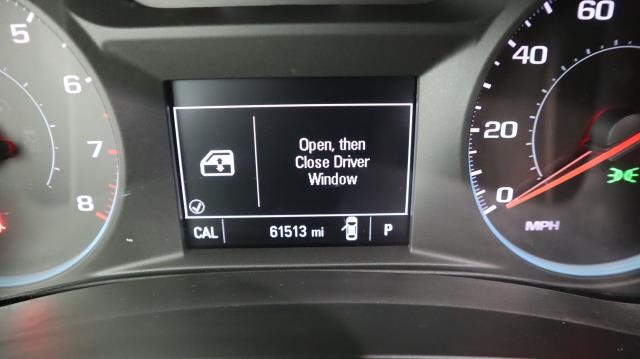 5
6
7
8
Open, then
Close Driver
Window
CAL 61513 mi P
60
40
20
0
MPH